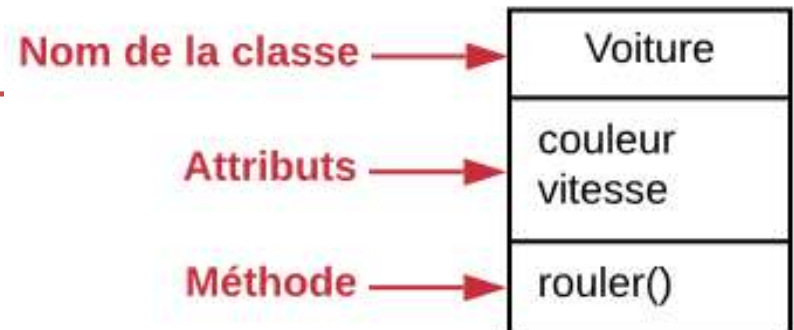 Nom de la classe
Voiture
Attributs
couleur
vitesse
Méthode
rouler()